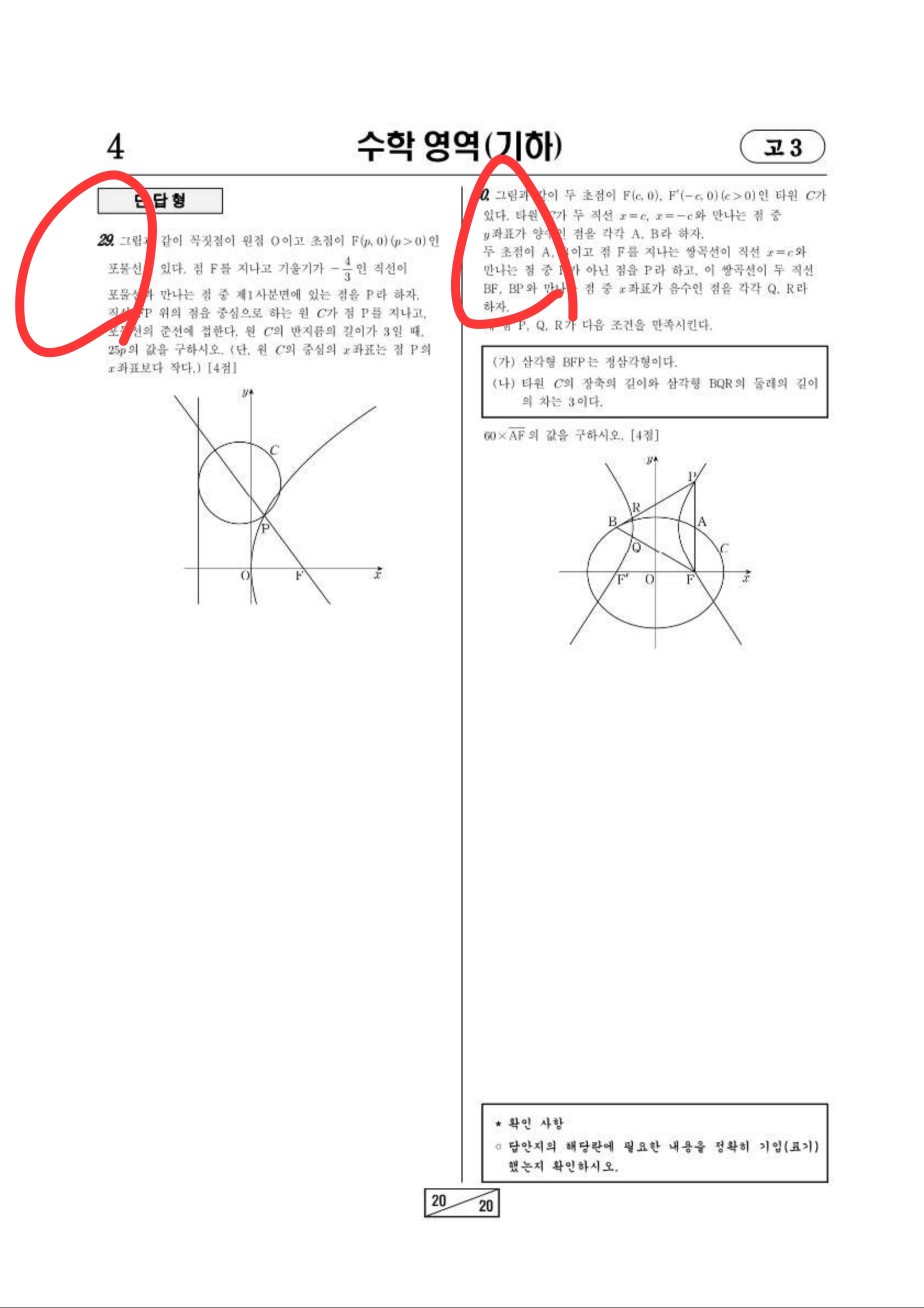 4
수학 영역(기하)
고 3
단답형
29. 그림과 같이 꼭짓점이 원점 O이고 초점이 F(p, 0) (p>0)인
포물선이 있다. 점 F를 지나고 기울기가 -4/3인 직선이
포물선과 만나는 점 중 제1사분면에 있는 점을 P라 하자.
직선 FP 위의 점을 중심으로 하는 원 C가 점 P를 지나고,
포물선의 준선에 접한다. 원 C의 반지름의 길이가 3일 때,
25p의 값을 구하시오. (단, 원 C의 중심의 x좌표는 점 P의
x좌표보다 작다.) [4점]
y
C
P
O
F
x
0. 그림과 같이 두 초점이 F(c, 0), F′(-c, 0) (c>0)인 타원 C가
있다. 타원 C가 두 직선 x=c, x=-c와 만나는 점 중
y좌표가 양수인 점을 각각 A, B라 하자.
두 초점이 A, B이고 점 F를 지나는 쌍곡선이 직선 x=c와
만나는 점 중 F가 아닌 점을 P라 하고, 이 쌍곡선이 두 직선
BF, BP와 만나는 점 중 x좌표가 음수인 점을 각각 Q, R라
하자.
세 점 P, Q, R가 다음 조건을 만족시킨다.
(가) 삼각형 BFP는 정삼각형이다.
(나) 타원 C의 장축의 길이와 삼각형 BQR의 둘레의 길이
의 차는 3이다.
60×AF의 값을 구하시오. [4점]
y
P
R
B
A
Q
C
F′
O
F
x
* 확인 사항
○ 답안지의 해당란에 필요한 내용을 정확히 기입(표기)
했는지 확인하시오.
20
20